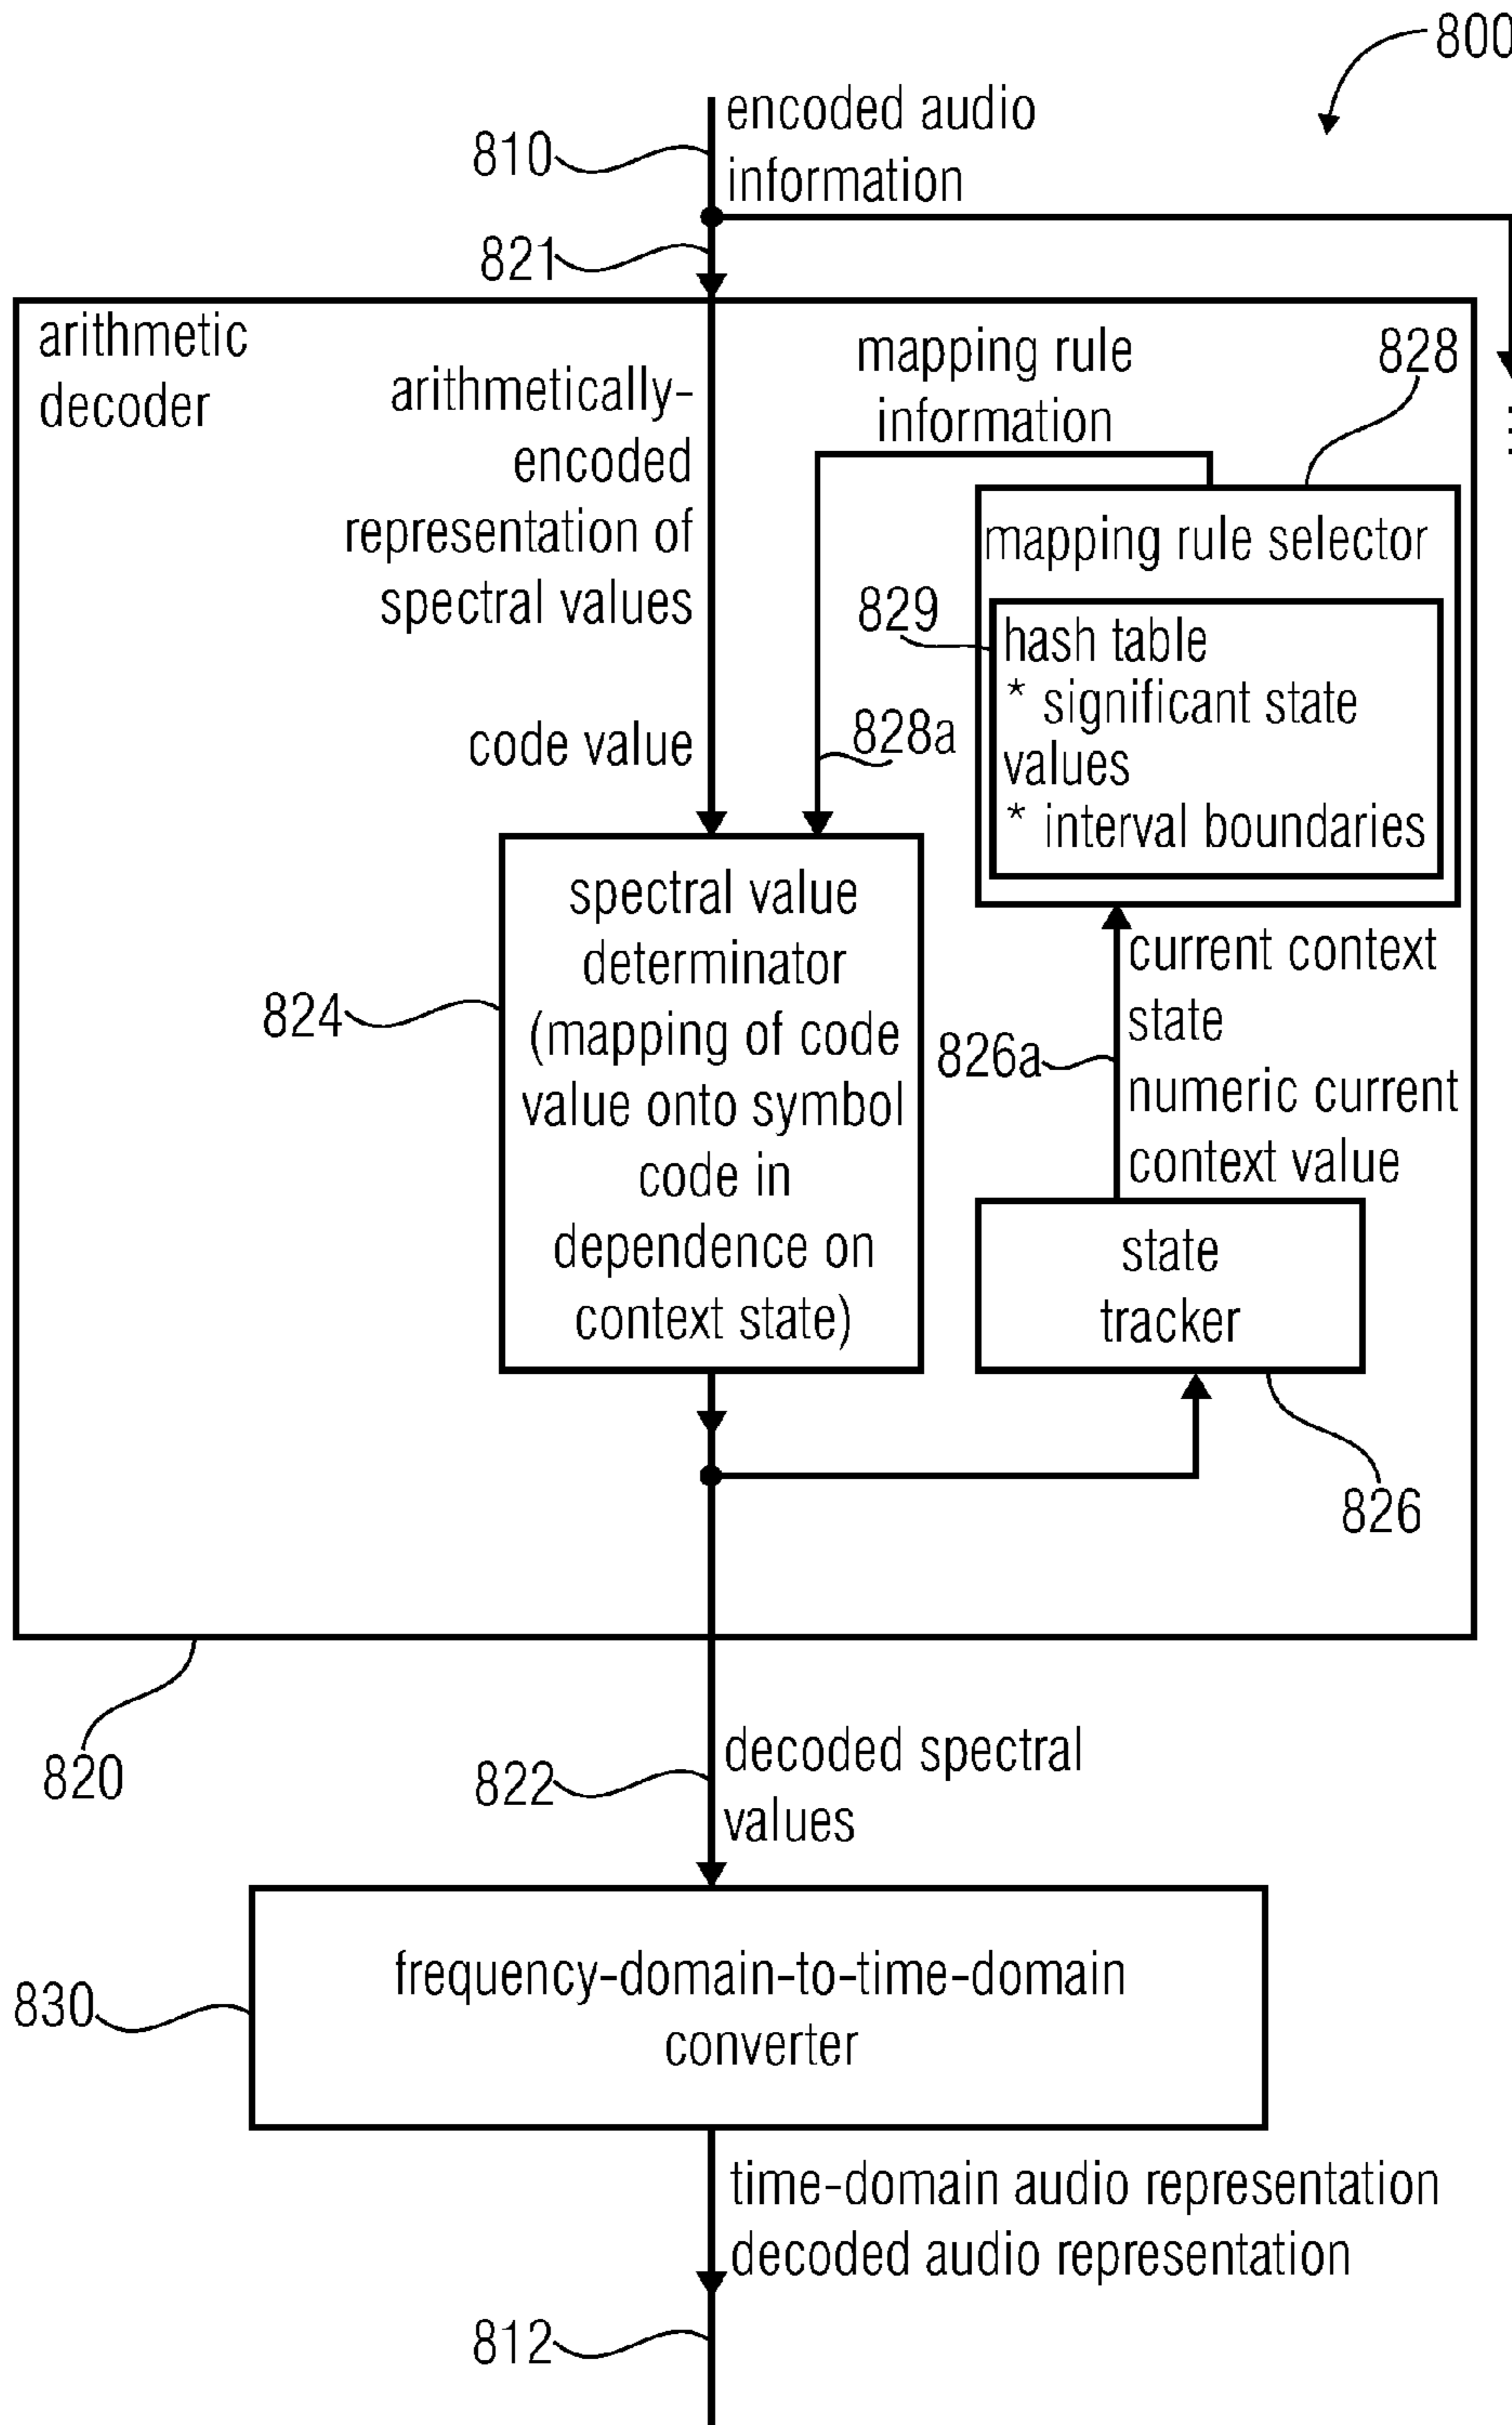 800
encoded audio
information
810
821
arithmetic
decoder
arithmetically-
encoded
representation of
spectral values
code value
mapping rule
information
828
mapping rule selector
829
hash table
* significant state
values
* interval boundaries
828a
spectral value
determinator
(mapping of code
value onto symbol
code in
dependence on
context state)
824
current context
state
numeric current
context value
826a
state
tracker
826
820
822
decoded spectral
values
frequency-domain-to-time-domain
converter
830
time-domain audio representation
decoded audio representation
812